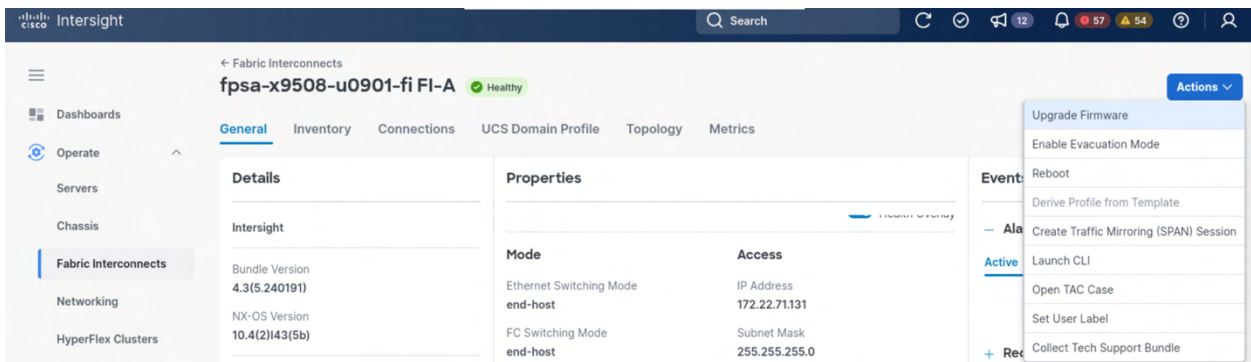 cisco Intersight
Search
12
57
54
Dashboards
Operate
Servers
Chassis
Fabric Interconnects
Networking
HyperFlex Clusters
← Fabric Interconnects
fpsa-x9508-u0901-fi FI-A Healthy
Actions
General Inventory Connections UCS Domain Profile Topology Metrics
Details
Intersight
Bundle Version
4.3(5.240191)
NX-OS Version
10.4(2)I43(5b)
Properties
Mode
Ethernet Switching Mode
end-host
FC Switching Mode
end-host
Access
IP Address
172.22.71.131
Subnet Mask
255.255.255.0
Active
Upgrade Firmware
Enable Evacuation Mode
Reboot
Derive Profile from Template
Create Traffic Mirroring (SPAN) Session
Launch CLI
Open TAC Case
Set User Label
Collect Tech Support Bundle